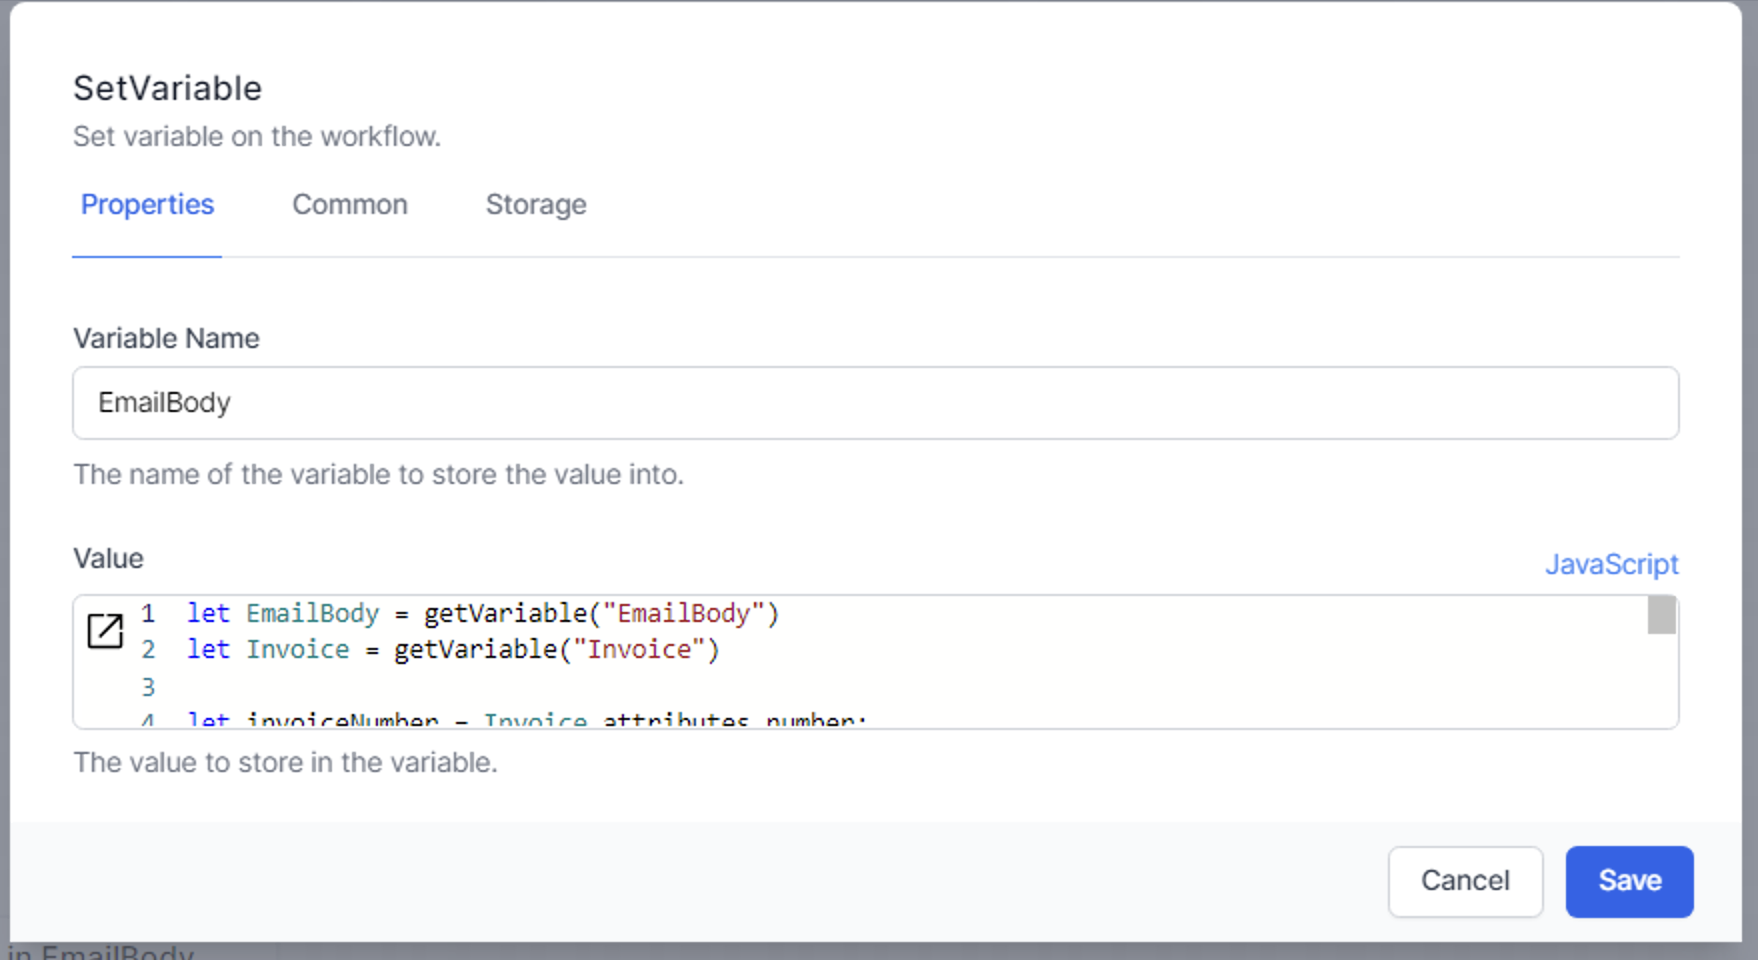 SetVariable
Set variable on the workflow.
Properties Common Storage
Variable Name
EmailBody
The name of the variable to store the value into.
Value
JavaScript
1 let EmailBody = getVariable("EmailBody")
2 let Invoice = getVariable("Invoice")
3
4 let invoiceNumber = Invoice.attributes.number;
The value to store in the variable.
Cancel Save
in EmailBody